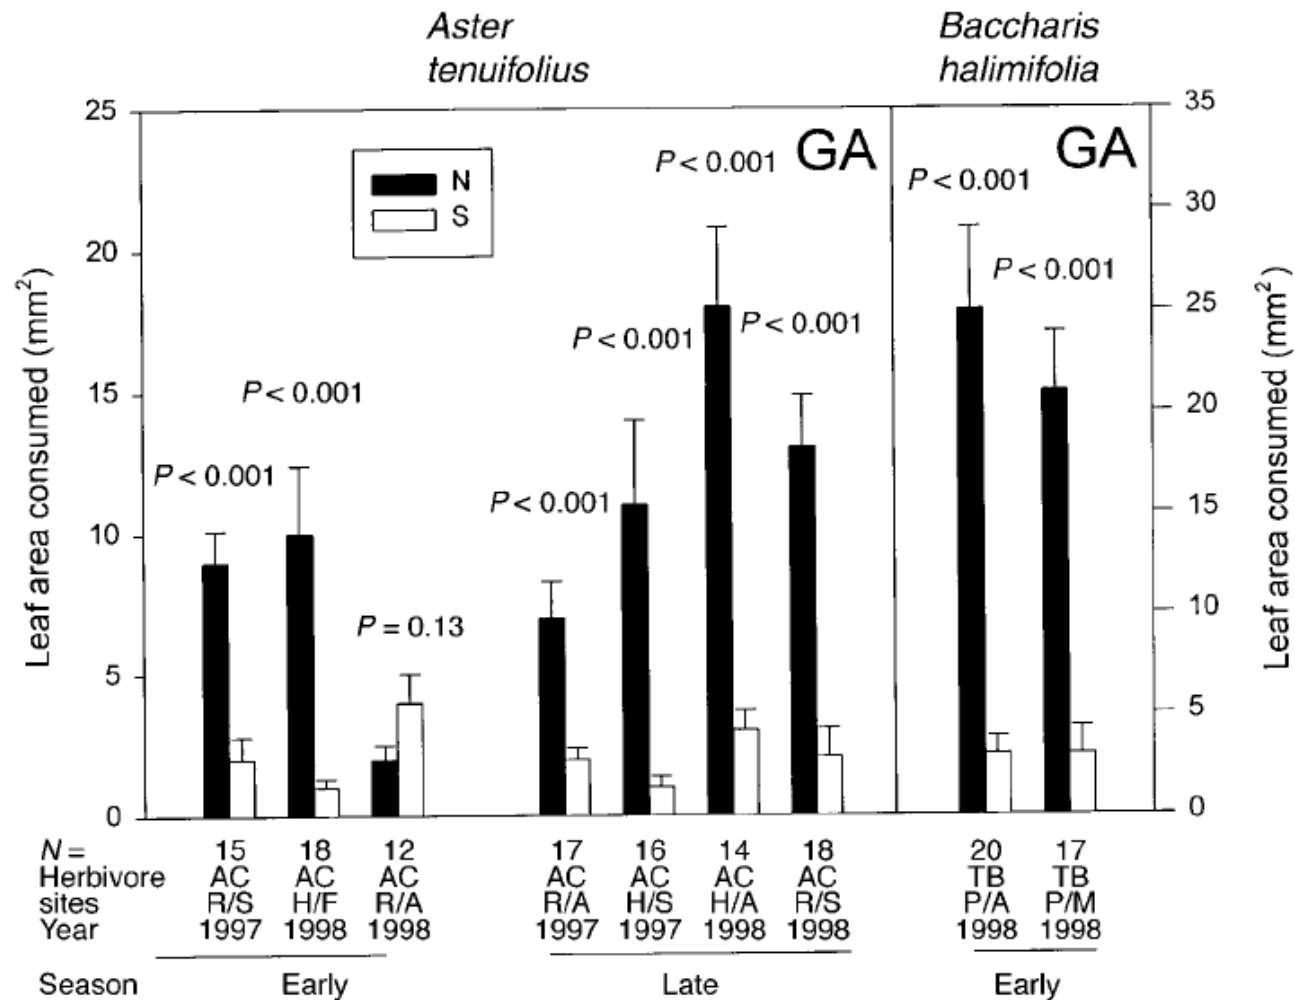 Aster
tenuifolius
Baccharis
halimifolia
GA
GA
N
S
Leaf area consumed (mm²)
25
20
15
10
5
0
P < 0.001
P < 0.001
P = 0.13
P < 0.001
P < 0.001
P < 0.001
P < 0.001
P < 0.001
P < 0.001
35
30
25
20
15
10
5
0
Leaf area consumed (mm²)
N = 15 18 12 17 16 14 18 20 17
Herbivore AC AC AC AC AC AC AC TB TB
sites R/S H/F R/A R/A H/S H/A R/S P/A P/M
Year 1997 1998 1998 1997 1997 1998 1998 1998 1998
Season Early Late Early